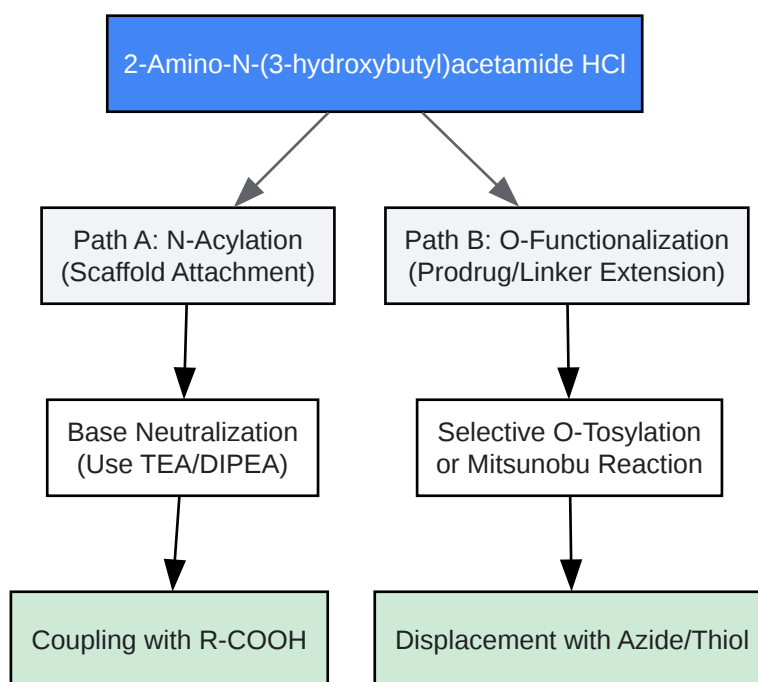 2-Amino-N-(3-hydroxybutyl)acetamide HCl
Path A: N-Acylation
(Scaffold Attachment)
Path B: O-Functionalization
(Prodrug/Linker Extension)
Base Neutralization
(Use TEA/DIPEA)
Selective O-Tosylation
or Mitsunobu Reaction
Coupling with R-COOH
Displacement with Azide/Thiol